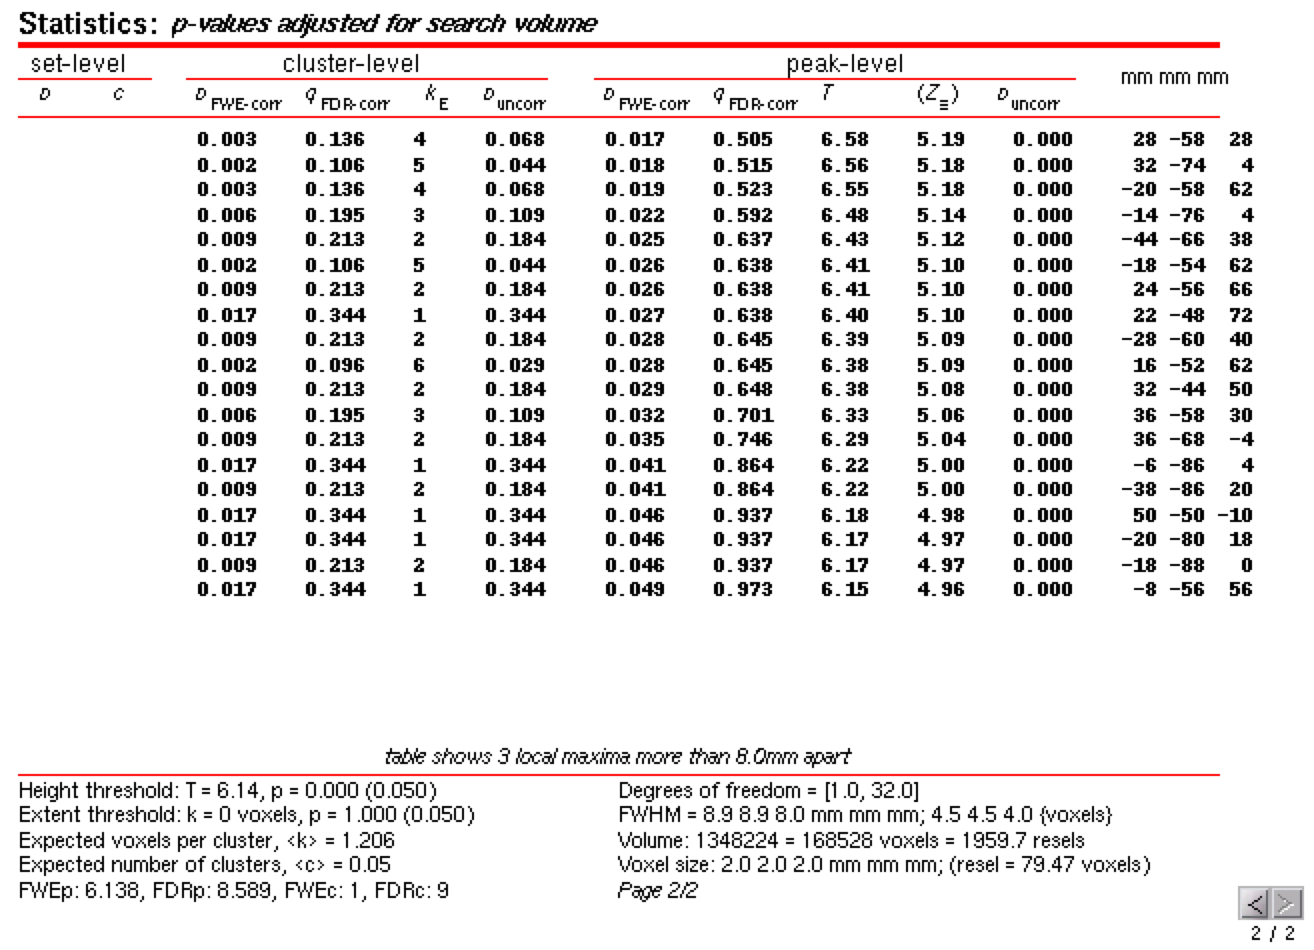 Statistics: p-values adjusted for search volume
set-level cluster-level peak-level mm mm mm
p c p FWE-corr q FDR-corr k E p uncorr p FWE-corr q FDR-corr T (Z≡) p uncorr
0.003 0.136 4 0.068 0.017 0.505 6.58 5.19 0.000 28 -58 28
0.002 0.106 5 0.044 0.018 0.515 6.56 5.18 0.000 32 -74 4
0.003 0.136 4 0.068 0.019 0.523 6.55 5.18 0.000 -20 -58 62
0.006 0.195 3 0.109 0.022 0.592 6.48 5.14 0.000 -14 -76 4
0.009 0.213 2 0.184 0.025 0.637 6.43 5.12 0.000 -44 -66 38
0.002 0.106 5 0.044 0.026 0.638 6.41 5.10 0.000 -18 -54 62
0.009 0.213 2 0.184 0.026 0.638 6.41 5.10 0.000 24 -56 66
0.017 0.344 1 0.344 0.027 0.638 6.40 5.10 0.000 22 -48 72
0.009 0.213 2 0.184 0.028 0.645 6.39 5.09 0.000 -28 -60 40
0.002 0.096 6 0.029 0.028 0.645 6.38 5.09 0.000 16 -52 62
0.009 0.213 2 0.184 0.029 0.648 6.38 5.08 0.000 32 -44 50
0.006 0.195 3 0.109 0.032 0.701 6.33 5.06 0.000 36 -58 30
0.009 0.213 2 0.184 0.035 0.746 6.29 5.04 0.000 36 -68 -4
0.017 0.344 1 0.344 0.041 0.864 6.22 5.00 0.000 -6 -86 4
0.009 0.213 2 0.184 0.041 0.864 6.22 5.00 0.000 -38 -86 20
0.017 0.344 1 0.344 0.046 0.937 6.18 4.98 0.000 50 -50 -10
0.017 0.344 1 0.344 0.046 0.937 6.17 4.97 0.000 -20 -80 18
0.009 0.213 2 0.184 0.046 0.937 6.17 4.97 0.000 -18 -88 0
0.017 0.344 1 0.344 0.049 0.973 6.15 4.96 0.000 -8 -56 56
table shows 3 local maxima more than 8.0mm apart
Height threshold: T = 6.14, p = 0.000 (0.050)
Extent threshold: k = 0 voxels, p = 1.000 (0.050)
Expected voxels per cluster, <k> = 1.206
Expected number of clusters, <c> = 0.05
FWEp: 6.138, FDRp: 8.589, FWEc: 1, FDRc: 9
Degrees of freedom = [1.0, 32.0]
FWHM = 8.9 8.9 8.0 mm mm mm; 4.5 4.5 4.0 {voxels}
Volume: 1348224 = 168528 voxels = 1959.7 resels
Voxel size: 2.0 2.0 2.0 mm mm mm; (resel = 79.47 voxels)
Page 2/2
< >
2 / 2